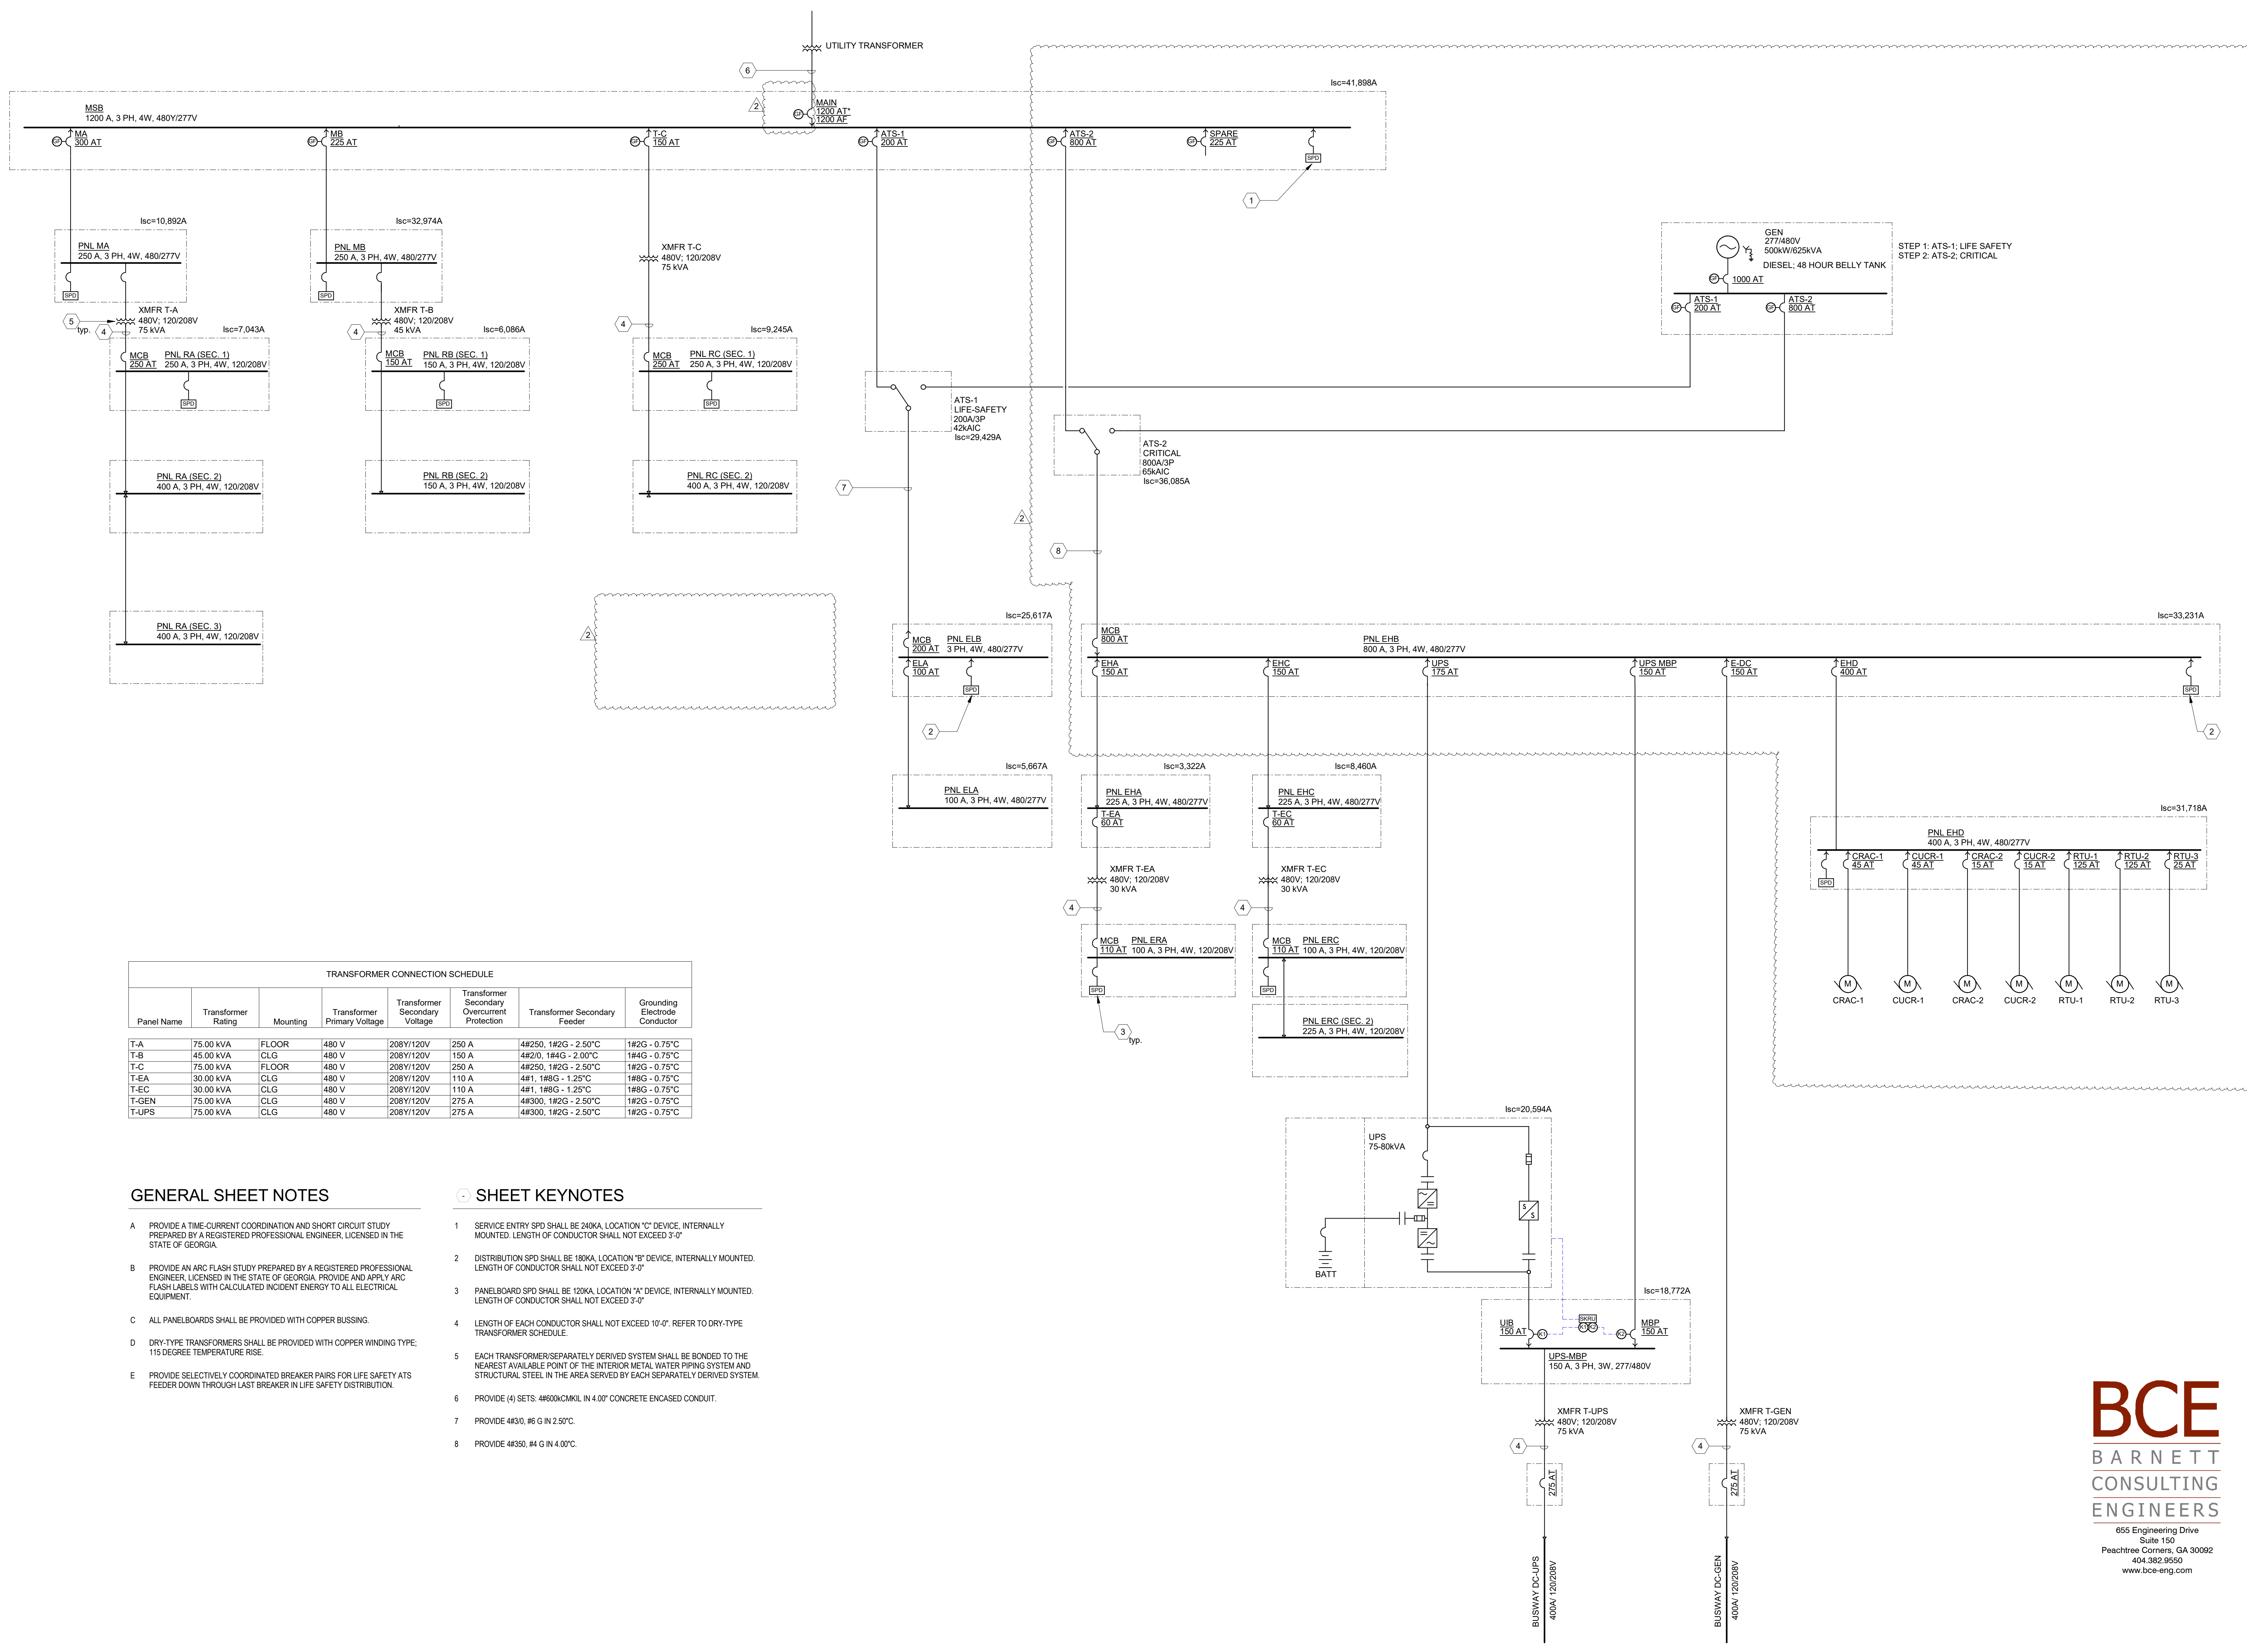 UTILITY TRANSFORMER
6
Isc=41,898A
MSB
1200 A, 3 PH, 4W, 480Y/277V
2
MAIN
1200 AT*
1200 AF
GF
MA
300 AT
GF
MB
225 AT
GF
T-C
150 AT
GF
ATS-1
200 AT
GF
ATS-2
800 AT
GF
SPARE
225 AT
GF
SPD
1
Isc=10,892A
PNL MA
250 A, 3 PH, 4W, 480/277V
SPD
XMFR T-A
480V; 120/208V
75 kVA
5
typ.
4
Isc=7,043A
MCB
250 AT
PNL RA (SEC. 1)
250 A, 3 PH, 4W, 120/208V
SPD
PNL RA (SEC. 2)
400 A, 3 PH, 4W, 120/208V
PNL RA (SEC. 3)
400 A, 3 PH, 4W, 120/208V
Isc=32,974A
PNL MB
250 A, 3 PH, 4W, 480/277V
SPD
XMFR T-B
480V; 120/208V
45 kVA
4
Isc=6,086A
MCB
150 AT
PNL RB (SEC. 1)
150 A, 3 PH, 4W, 120/208V
SPD
PNL RB (SEC. 2)
150 A, 3 PH, 4W, 120/208V
XMFR T-C
480V; 120/208V
75 kVA
4
Isc=9,245A
MCB
250 AT
PNL RC (SEC. 1)
250 A, 3 PH, 4W, 120/208V
SPD
PNL RC (SEC. 2)
400 A, 3 PH, 4W, 120/208V
2
GEN
277/480V
500kW/625kVA
DIESEL; 48 HOUR BELLY TANK
GF
1000 AT
GF
ATS-1
200 AT
GF
ATS-2
800 AT
STEP 1: ATS-1; LIFE SAFETY
STEP 2: ATS-2; CRITICAL
ATS-1
LIFE-SAFETY
200A/3P
42kAIC
Isc=29,429A
ATS-2
CRITICAL
800A/3P
65kAIC
Isc=36,085A
7
2
8
Isc=25,617A
MCB
200 AT
PNL ELB
3 PH, 4W, 480/277V
ELA
100 AT
SPD
2
Isc=5,667A
PNL ELA
100 A, 3 PH, 4W, 480/277V
Isc=33,231A
MCB
800 AT
PNL EHB
800 A, 3 PH, 4W, 480/277V
EHA
150 AT
EHC
150 AT
UPS
175 AT
UPS MBP
150 AT
E-DC
150 AT
EHD
400 AT
SPD
2
Isc=3,322A
PNL EHA
225 A, 3 PH, 4W, 480/277V
T-EA
60 AT
XMFR T-EA
480V; 120/208V
30 kVA
4
MCB
110 AT
PNL ERA
100 A, 3 PH, 4W, 120/208V
SPD
3
typ.
Isc=8,460A
PNL EHC
225 A, 3 PH, 4W, 480/277V
T-EC
60 AT
XMFR T-EC
480V; 120/208V
30 kVA
4
MCB
110 AT
PNL ERC
100 A, 3 PH, 4W, 120/208V
SPD
PNL ERC (SEC. 2)
225 A, 3 PH, 4W, 120/208V
Isc=31,718A
PNL EHD
400 A, 3 PH, 4W, 480/277V
SPD
CRAC-1
45 AT
CUCR-1
45 AT
CRAC-2
15 AT
CUCR-2
15 AT
RTU-1
125 AT
RTU-2
125 AT
RTU-3
25 AT
M M M M M M M
CRAC-1 CUCR-1 CRAC-2 CUCR-2 RTU-1 RTU-2 RTU-3
Isc=20,594A
UPS
75-80kVA
S
S
BATT
Isc=18,772A
UIB
150 AT
K1
SKRU
K1 K2
K2
MBP
150 AT
UPS-MBP
150 A, 3 PH, 3W, 277/480V
XMFR T-UPS
480V; 120/208V
75 kVA
4
275 AT
BUSWAY DC-UPS
400A/ 120/208V
XMFR T-GEN
480V; 120/208V
75 kVA
4
275 AT
BUSWAY DC-GEN
400A/ 120/208V
TRANSFORMER CONNECTION SCHEDULE
Panel Name | Transformer Rating | Mounting | Transformer Primary Voltage | Transformer Secondary Voltage | Transformer Secondary Overcurrent Protection | Transformer Secondary Feeder | Grounding Electrode Conductor
T-A 75.00 kVA FLOOR 480 V 208Y/120V 250 A 4#250, 1#2G - 2.50"C 1#2G - 0.75"C
T-B 45.00 kVA CLG 480 V 208Y/120V 150 A 4#2/0, 1#4G - 2.00"C 1#4G - 0.75"C
T-C 75.00 kVA FLOOR 480 V 208Y/120V 250 A 4#250, 1#2G - 2.50"C 1#2G - 0.75"C
T-EA 30.00 kVA CLG 480 V 208Y/120V 110 A 4#1, 1#8G - 1.25"C 1#8G - 0.75"C
T-EC 30.00 kVA CLG 480 V 208Y/120V 110 A 4#1, 1#8G - 1.25"C 1#8G - 0.75"C
T-GEN 75.00 kVA CLG 480 V 208Y/120V 275 A 4#300, 1#2G - 2.50"C 1#2G - 0.75"C
T-UPS 75.00 kVA CLG 480 V 208Y/120V 275 A 4#300, 1#2G - 2.50"C 1#2G - 0.75"C
GENERAL SHEET NOTES
A PROVIDE A TIME-CURRENT COORDINATION AND SHORT CIRCUIT STUDY
PREPARED BY A REGISTERED PROFESSIONAL ENGINEER, LICENSED IN THE
STATE OF GEORGIA.
B PROVIDE AN ARC FLASH STUDY PREPARED BY A REGISTERED PROFESSIONAL
ENGINEER, LICENSED IN THE STATE OF GEORGIA. PROVIDE AND APPLY ARC
FLASH LABELS WITH CALCULATED INCIDENT ENERGY TO ALL ELECTRICAL
EQUIPMENT.
C ALL PANELBOARDS SHALL BE PROVIDED WITH COPPER BUSSING.
D DRY-TYPE TRANSFORMERS SHALL BE PROVIDED WITH COPPER WINDING TYPE;
115 DEGREE TEMPERATURE RISE.
E PROVIDE SELECTIVELY COORDINATED BREAKER PAIRS FOR LIFE SAFETY ATS
FEEDER DOWN THROUGH LAST BREAKER IN LIFE SAFETY DISTRIBUTION.
- SHEET KEYNOTES
1 SERVICE ENTRY SPD SHALL BE 240KA, LOCATION "C" DEVICE, INTERNALLY
MOUNTED. LENGTH OF CONDUCTOR SHALL NOT EXCEED 3'-0"
2 DISTRIBUTION SPD SHALL BE 180KA, LOCATION "B" DEVICE, INTERNALLY MOUNTED.
LENGTH OF CONDUCTOR SHALL NOT EXCEED 3'-0"
3 PANELBOARD SPD SHALL BE 120KA, LOCATION "A" DEVICE, INTERNALLY MOUNTED.
LENGTH OF CONDUCTOR SHALL NOT EXCEED 3'-0"
4 LENGTH OF EACH CONDUCTOR SHALL NOT EXCEED 10'-0". REFER TO DRY-TYPE
TRANSFORMER SCHEDULE.
5 EACH TRANSFORMER/SEPARATELY DERIVED SYSTEM SHALL BE BONDED TO THE
NEAREST AVAILABLE POINT OF THE INTERIOR METAL WATER PIPING SYSTEM AND
STRUCTURAL STEEL IN THE AREA SERVED BY EACH SEPARATELY DERIVED SYSTEM.
6 PROVIDE (4) SETS: 4#600kCMKIL IN 4.00" CONCRETE ENCASED CONDUIT.
7 PROVIDE 4#3/0, #6 G IN 2.50"C.
8 PROVIDE 4#350, #4 G IN 4.00"C.
BCE
BARNETT
CONSULTING
ENGINEERS
655 Engineering Drive
Suite 150
Peachtree Corners, GA 30092
404.382.9550
www.bce-eng.com